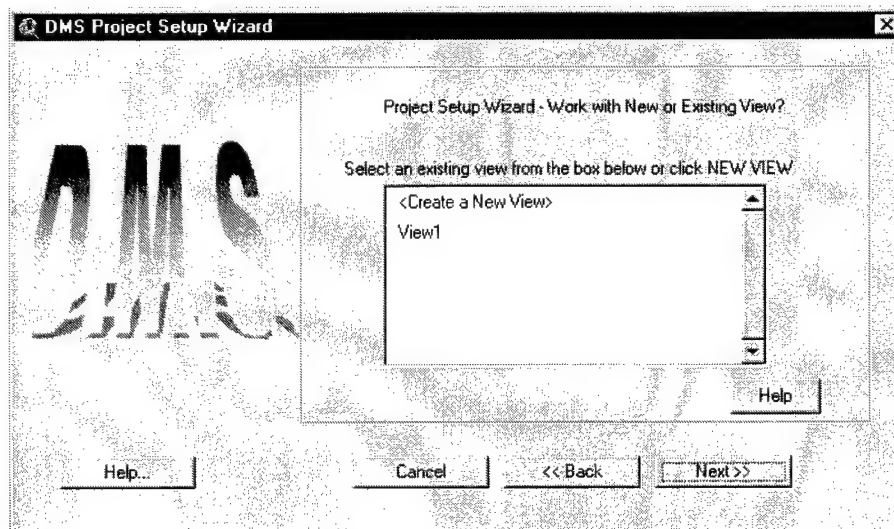 DMS Project Setup Wizard
Project Setup Wizard - Work with New or Existing View?
DMS
Select an existing view from the box below or click NEW VIEW
<Create a New View>
View1
Help
Help...
Cancel
<< Back
Next >>